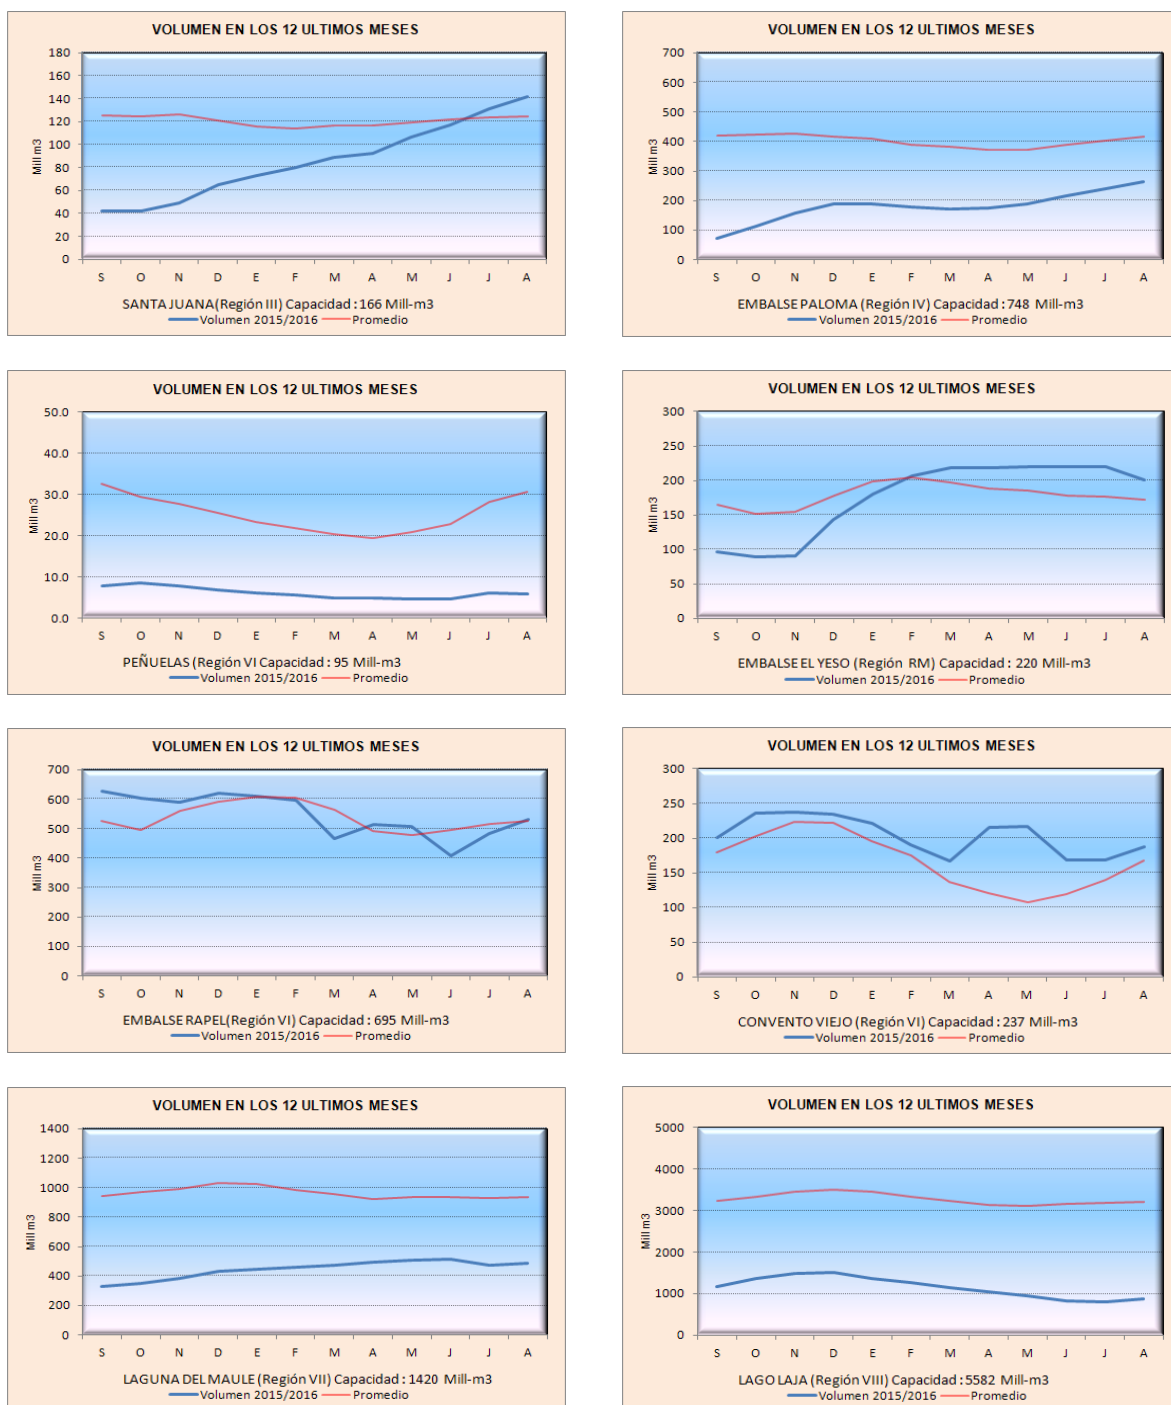 VOLUMEN EN LOS 12 ULTIMOS MESES
180
160
140
120
100
80
60
40
20
0
Mill m3
S O N D E F M A M J J A
SANTA JUANA(Región III) Capacidad : 166 Mill-m3
Volumen 2015/2016 Promedio
VOLUMEN EN LOS 12 ULTIMOS MESES
700
600
500
400
300
200
100
0
Mill m3
S O N D E F M A M J J A
EMBALSE PALOMA (Región IV) Capacidad : 748 Mill-m3
Volumen 2015/2016 Promedio
VOLUMEN EN LOS 12 ULTIMOS MESES
50.0
40.0
30.0
20.0
10.0
0.0
Mill m3
S O N D E F M A M J J A
PEÑUELAS (Región VI Capacidad : 95 Mill-m3
Volumen 2015/2016 Promedio
VOLUMEN EN LOS 12 ULTIMOS MESES
300
250
200
150
100
50
0
Mill m3
S O N D E F M A M J J A
EMBALSE EL YESO (Región RM) Capacidad : 220 Mill-m3
Volumen 2015/2016 Promedio
VOLUMEN EN LOS 12 ULTIMOS MESES
700
600
500
400
300
200
100
0
Mill m3
S O N D E F M A M J J A
EMBALSE RAPEL(Región VI) Capacidad : 695 Mill-m3
Volumen 2015/2016 Promedio
VOLUMEN EN LOS 12 ULTIMOS MESES
300
250
200
150
100
50
0
Mill m3
S O N D E F M A M J J A
CONVENTO VIEJO (Región VI) Capacidad : 237 Mill-m3
Volumen 2015/2016 Promedio
VOLUMEN EN LOS 12 ULTIMOS MESES
1400
1200
1000
800
600
400
200
0
Mill m3
S O N D E F M A M J J A
LAGUNA DEL MAULE (Región VII) Capacidad : 1420 Mill-m3
Volumen 2015/2016 Promedio
VOLUMEN EN LOS 12 ULTIMOS MESES
5000
4000
3000
2000
1000
0
Mill m3
S O N D E F M A M J J A
LAGO LAJA (Región VIII) Capacidad : 5582 Mill-m3
Volumen 2015/2016 Promedio